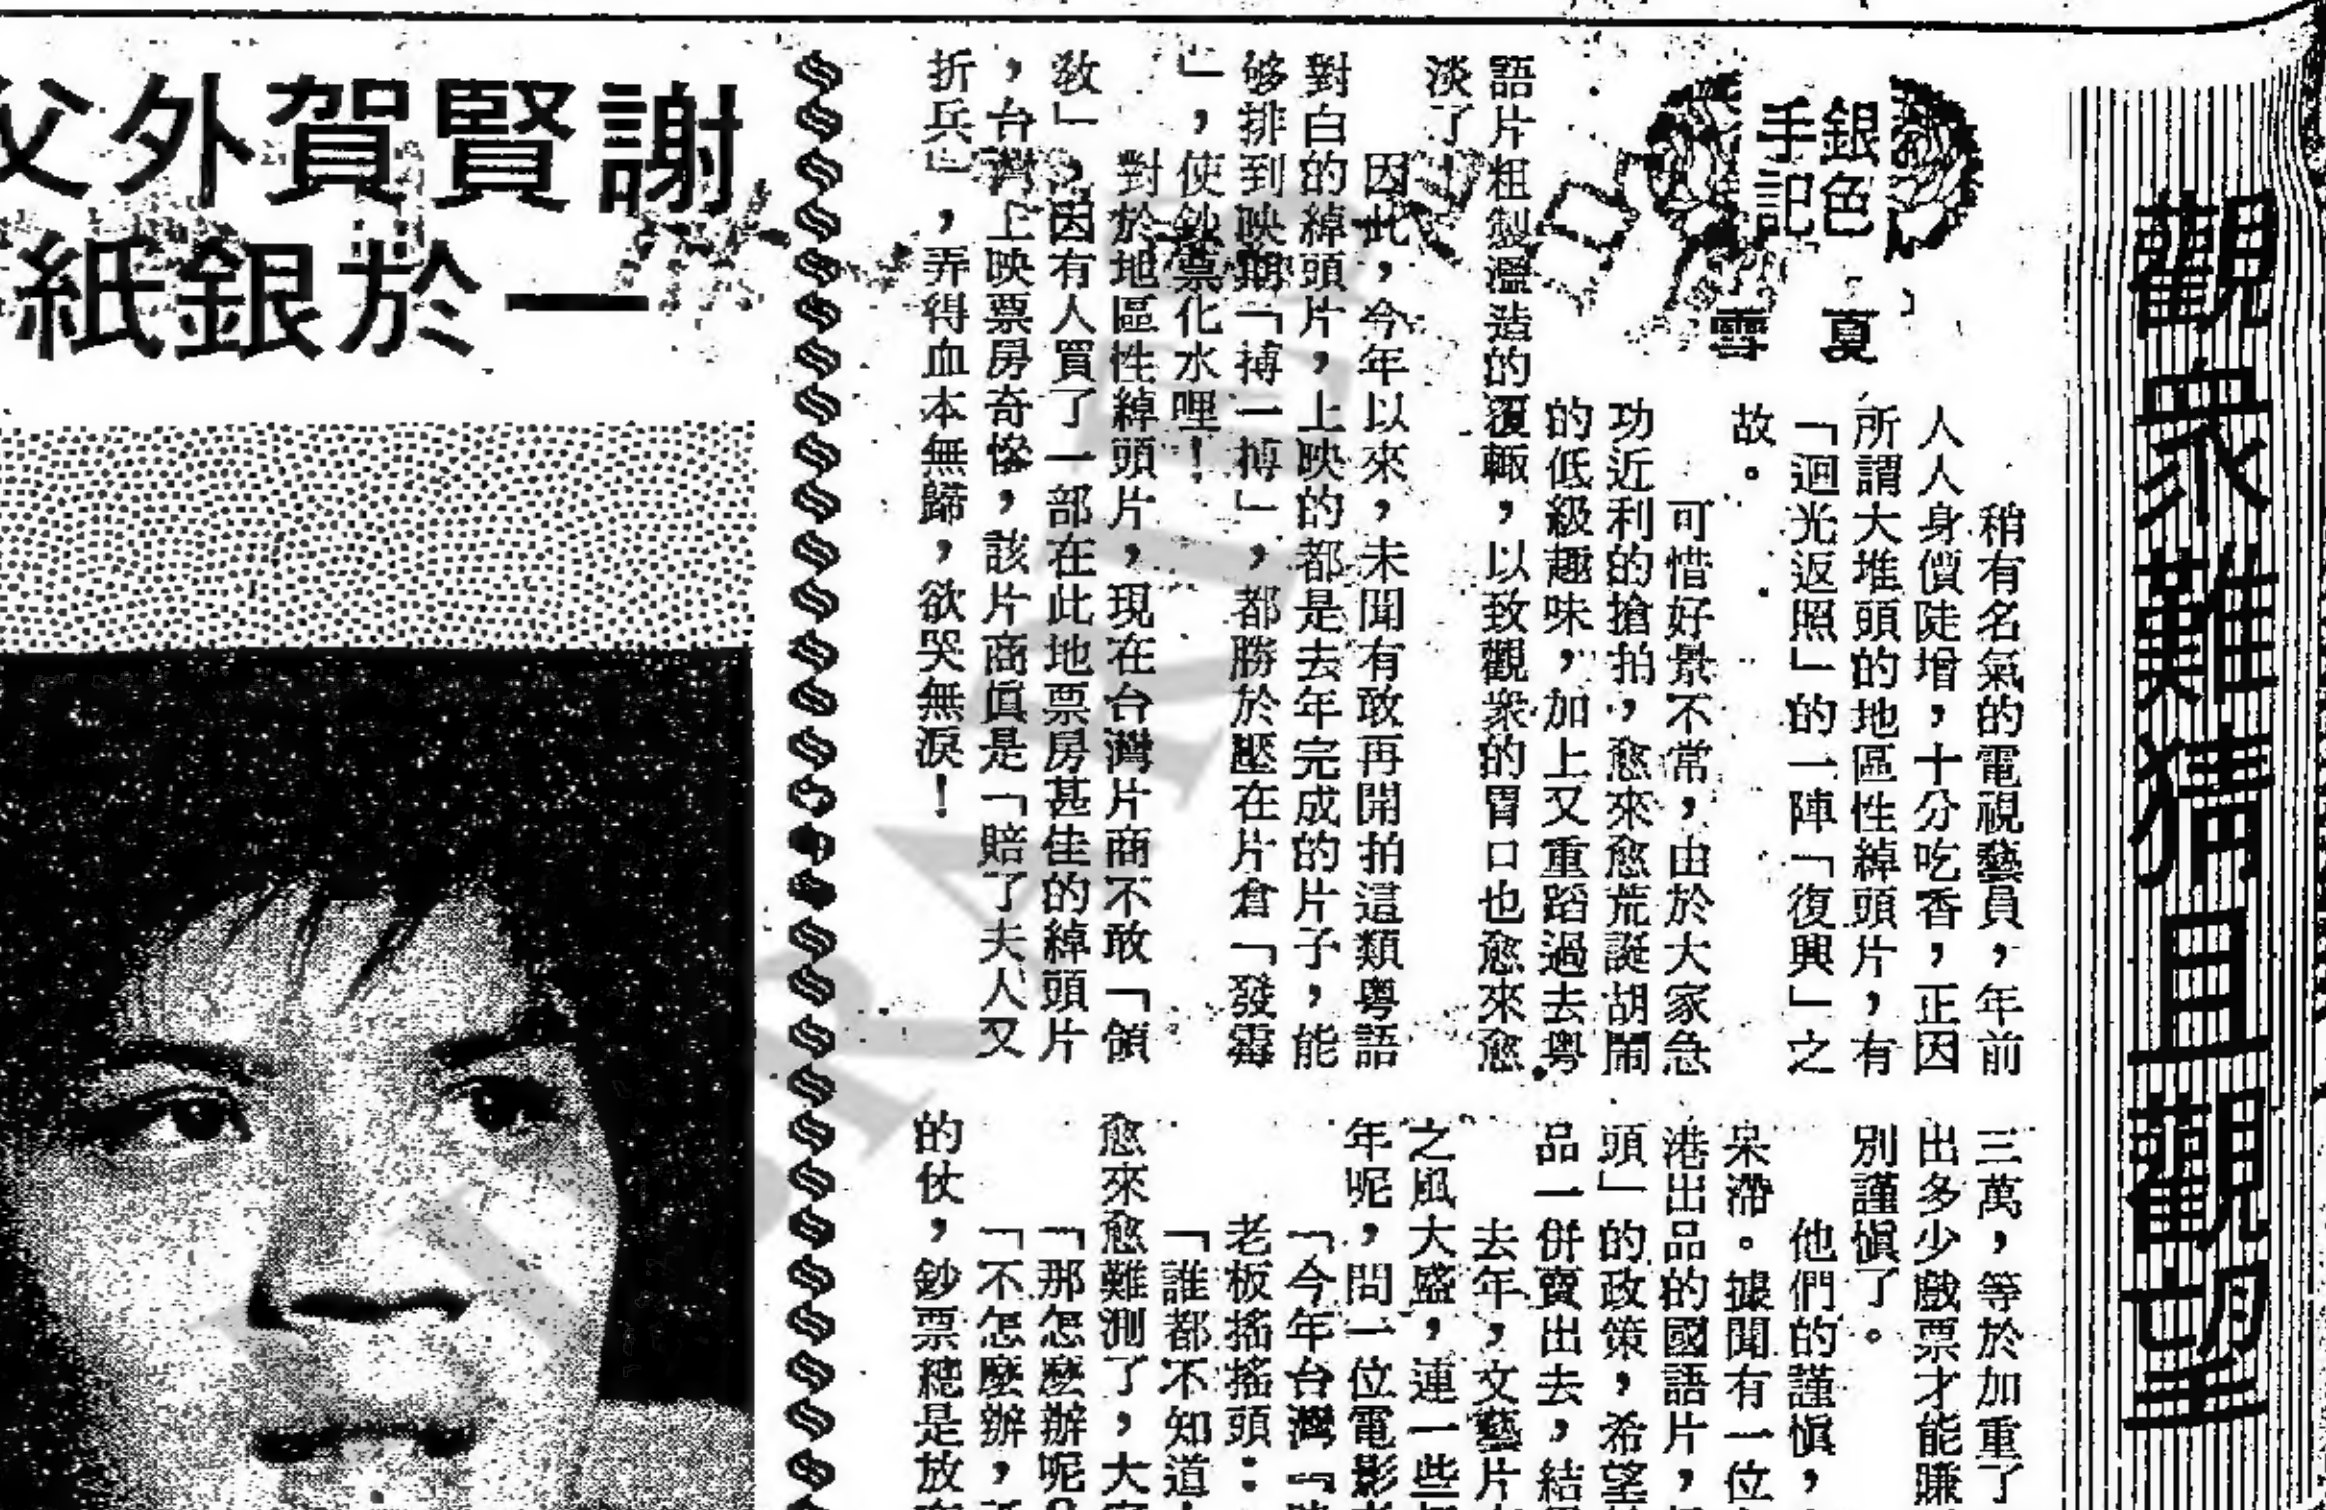 觀衆難猜且觀望
銀色
手記
夏
雪
稍有名氣的電視藝員，年前
人人身價陡增，十分吃香，正因
所謂大堆頭的地區性綽頭片，有
「迴光返照」的一陣「復興」之
故。
可惜好景不常，由於大家急
功近利的搶拍，愈來愈荒誕胡鬧
的低級趣味，加上又重蹈過去粵
語片粗製濫造的覆轍，以致觀衆的胃口也愈來愈
淡了！
因此，今年以來，未聞有敢再開拍這類粵語
對白的綽頭片，上映的都是去年完成的片子，能
够排到映期「搏一搏」，都勝於壓在片倉「發霉
」，使鈔票化水哩！
對於地區性綽頭片，現在台灣片商不敢「領
敎」，因有人買了一部在此地票房甚佳的綽頭片
，台灣上映票房奇慘，該片商眞是「賠了夫人又
折兵」，弄得血本無歸，欲哭無淚！
三萬，等於加重了
出多少戲票才能賺
別謹愼了。
他們的謹愼，
呆滯。據聞有一位
港出品的國語片，
頭」的政策，希望
品一併賣出去，結
去年，文藝片
之風大盛，連一些
年呢，問一位電影
「今年台灣
老板搖搖頭：
「誰都不知道
愈來愈難測了，大
「那怎麽辦呢
「不怎麽辦，
的仗，鈔票總是放
謝賢賀外父
一於銀紙